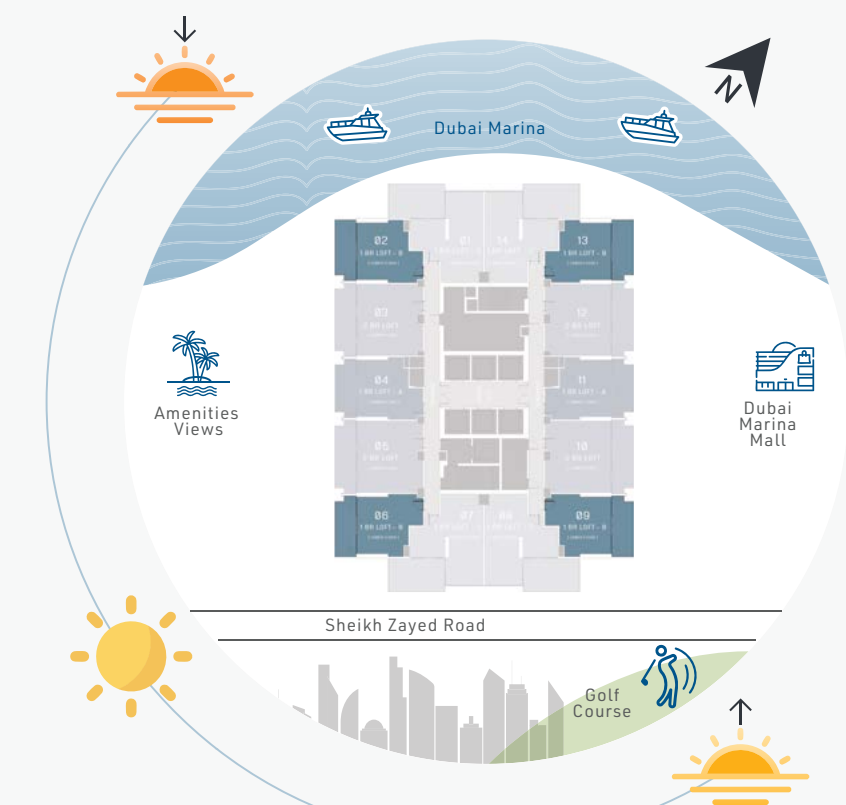 N
Dubai Marina
02
1 BR LOFT - B
01
14
13
1 BR LOFT - B
03
12
04
1 BR LOFT - A
11
1 BR LOFT - A
Amenities
Views
Dubai
Marina
Mall
05
10
06
1 BR LOFT - B
07
08
09
1 BR LOFT - B
Sheikh Zayed Road
Golf
Course